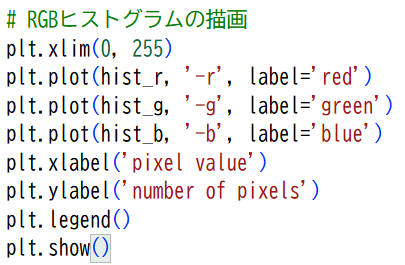 # RGBヒストグラムの描画
plt.xlim(0, 255)
plt.plot(hist_r, '-r', label='red')
plt.plot(hist_g, '-g', label='green')
plt.plot(hist_b, '-b', label='blue')
plt.xlabel('pixel value')
plt.ylabel('number of pixels')
plt.legend()
plt.show()